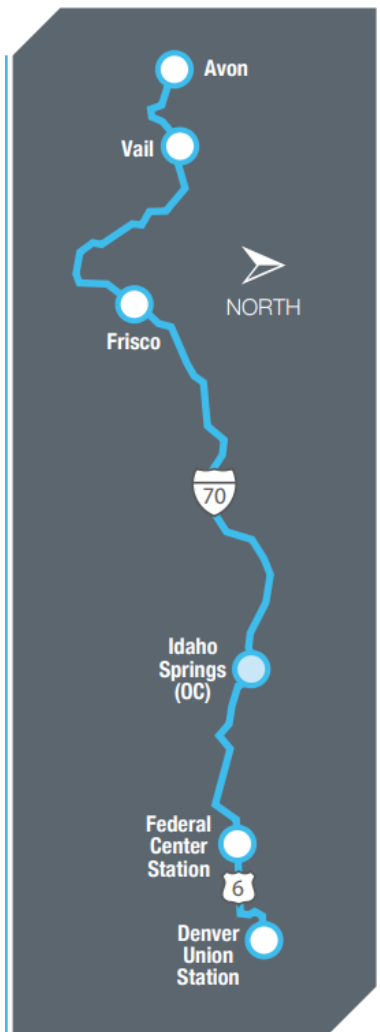 Avon
Vail
NORTH
Frisco
70
Idaho
Springs
(OC)
Federal
Center
Station
6
Denver
Union
Station